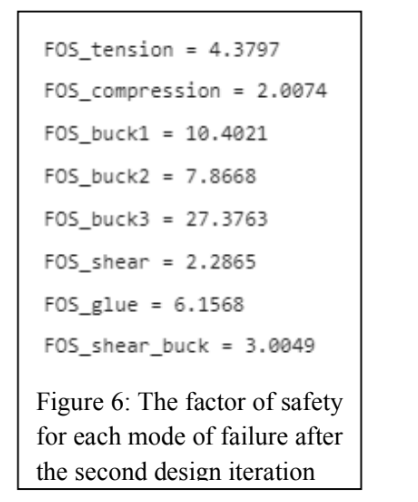 FOS_tension = 4.3797
FOS_compression = 2.0074
FOS_buck1 = 10.4021
FOS_buck2 = 7.8668
FOS_buck3 = 27.3763
FOS_shear = 2.2865
FOS_glue = 6.1568
FOS_shear_buck = 3.0049
Figure 6: The factor of safety
for each mode of failure after
the second design iteration